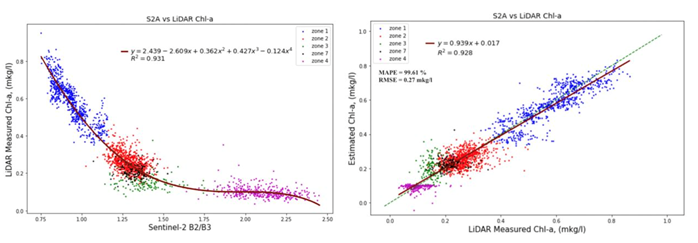 S2A vs LiDAR Chl-a
y = 2.439 − 2.609x + 0.362x² + 0.427x³ − 0.124x⁴
R² = 0.931
zone 1
zone 2
zone 3
zone 7
zone 4
LiDAR Measured Chl-a, (mkg/l)
0.8
0.6
0.4
0.2
0.0
0.75
1.00
1.25
1.50
1.75
2.00
2.25
2.50
Sentinel-2 B2/B3
S2A vs LiDAR Chl-a
zone 1
zone 2
zone 3
zone 7
zone 4
y = 0.939x + 0.017
R² = 0.928
MAPE = 99.61 %
RMSE = 0.27 mkg/l
Estimated Chl-a, (mkg/l)
1.0
0.8
0.6
0.4
0.2
0.0
0.0
0.2
0.4
0.6
0.8
1.0
LiDAR Measured Chl-a, (mkg/l)